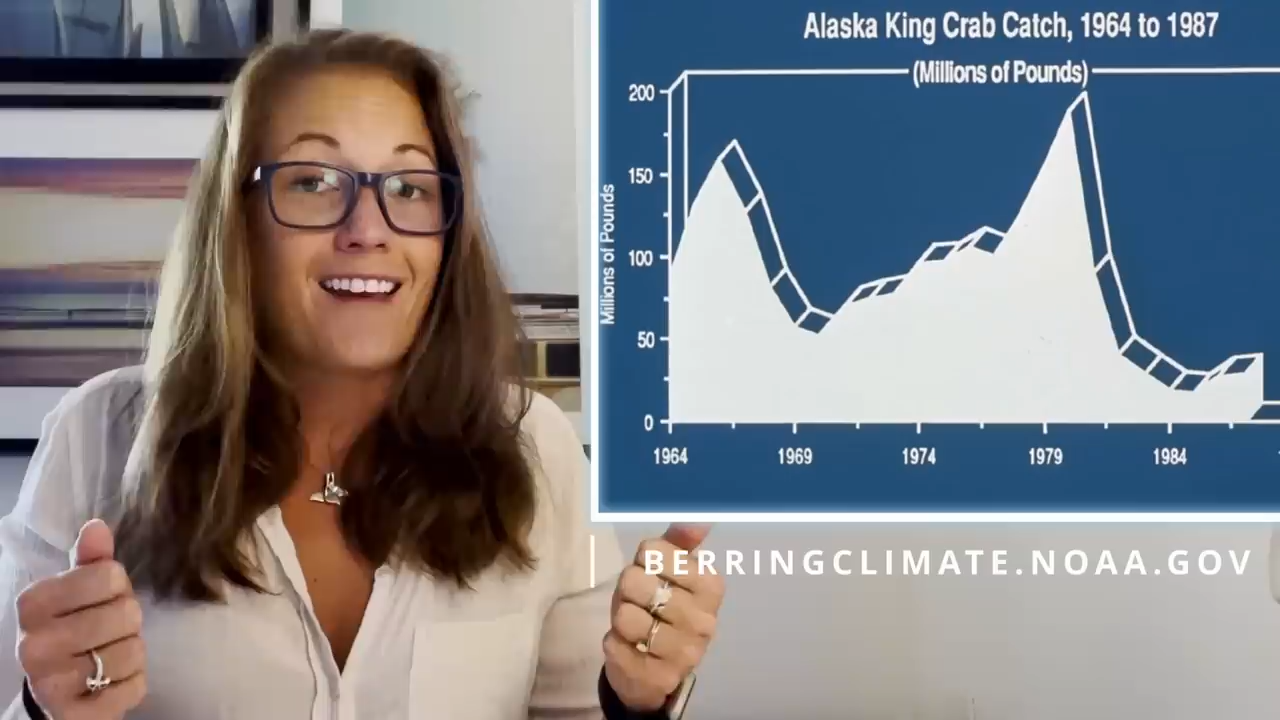 Alaska King Crab Catch, 1964 to 1987
(Millions of Pounds)
Millions of Pounds
200
150
100
50
0
1964
1969
1974
1979
1984
BERRINGCLIMATE.NOAA.GOV